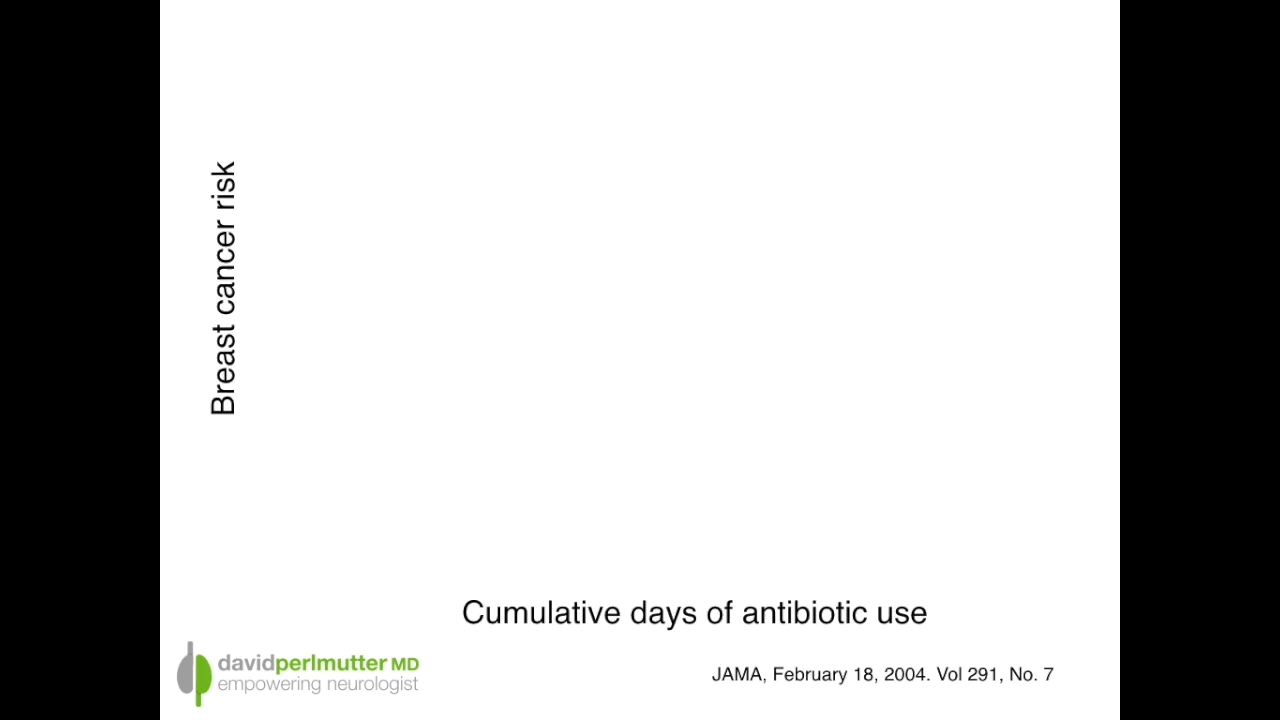 Breast cancer risk
Cumulative days of antibiotic use
davidperlmutter MD
empowering neurologist
JAMA, February 18, 2004. Vol 291, No. 7